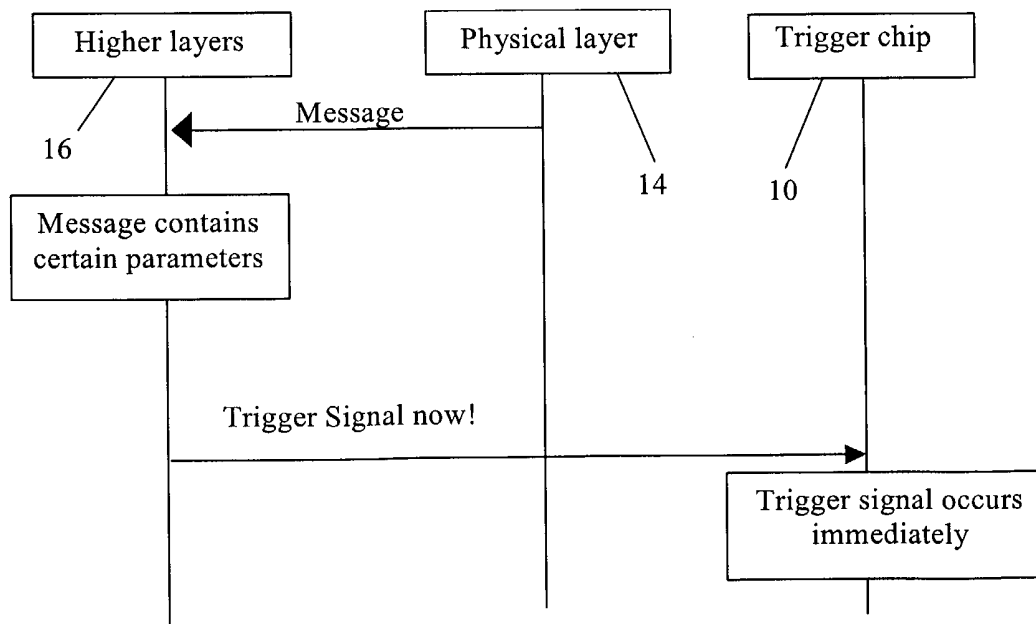 Higher layers
Physical layer
Trigger chip
Message
16
14
10
Message contains
certain parameters
Trigger Signal now!
Trigger signal occurs
immediately